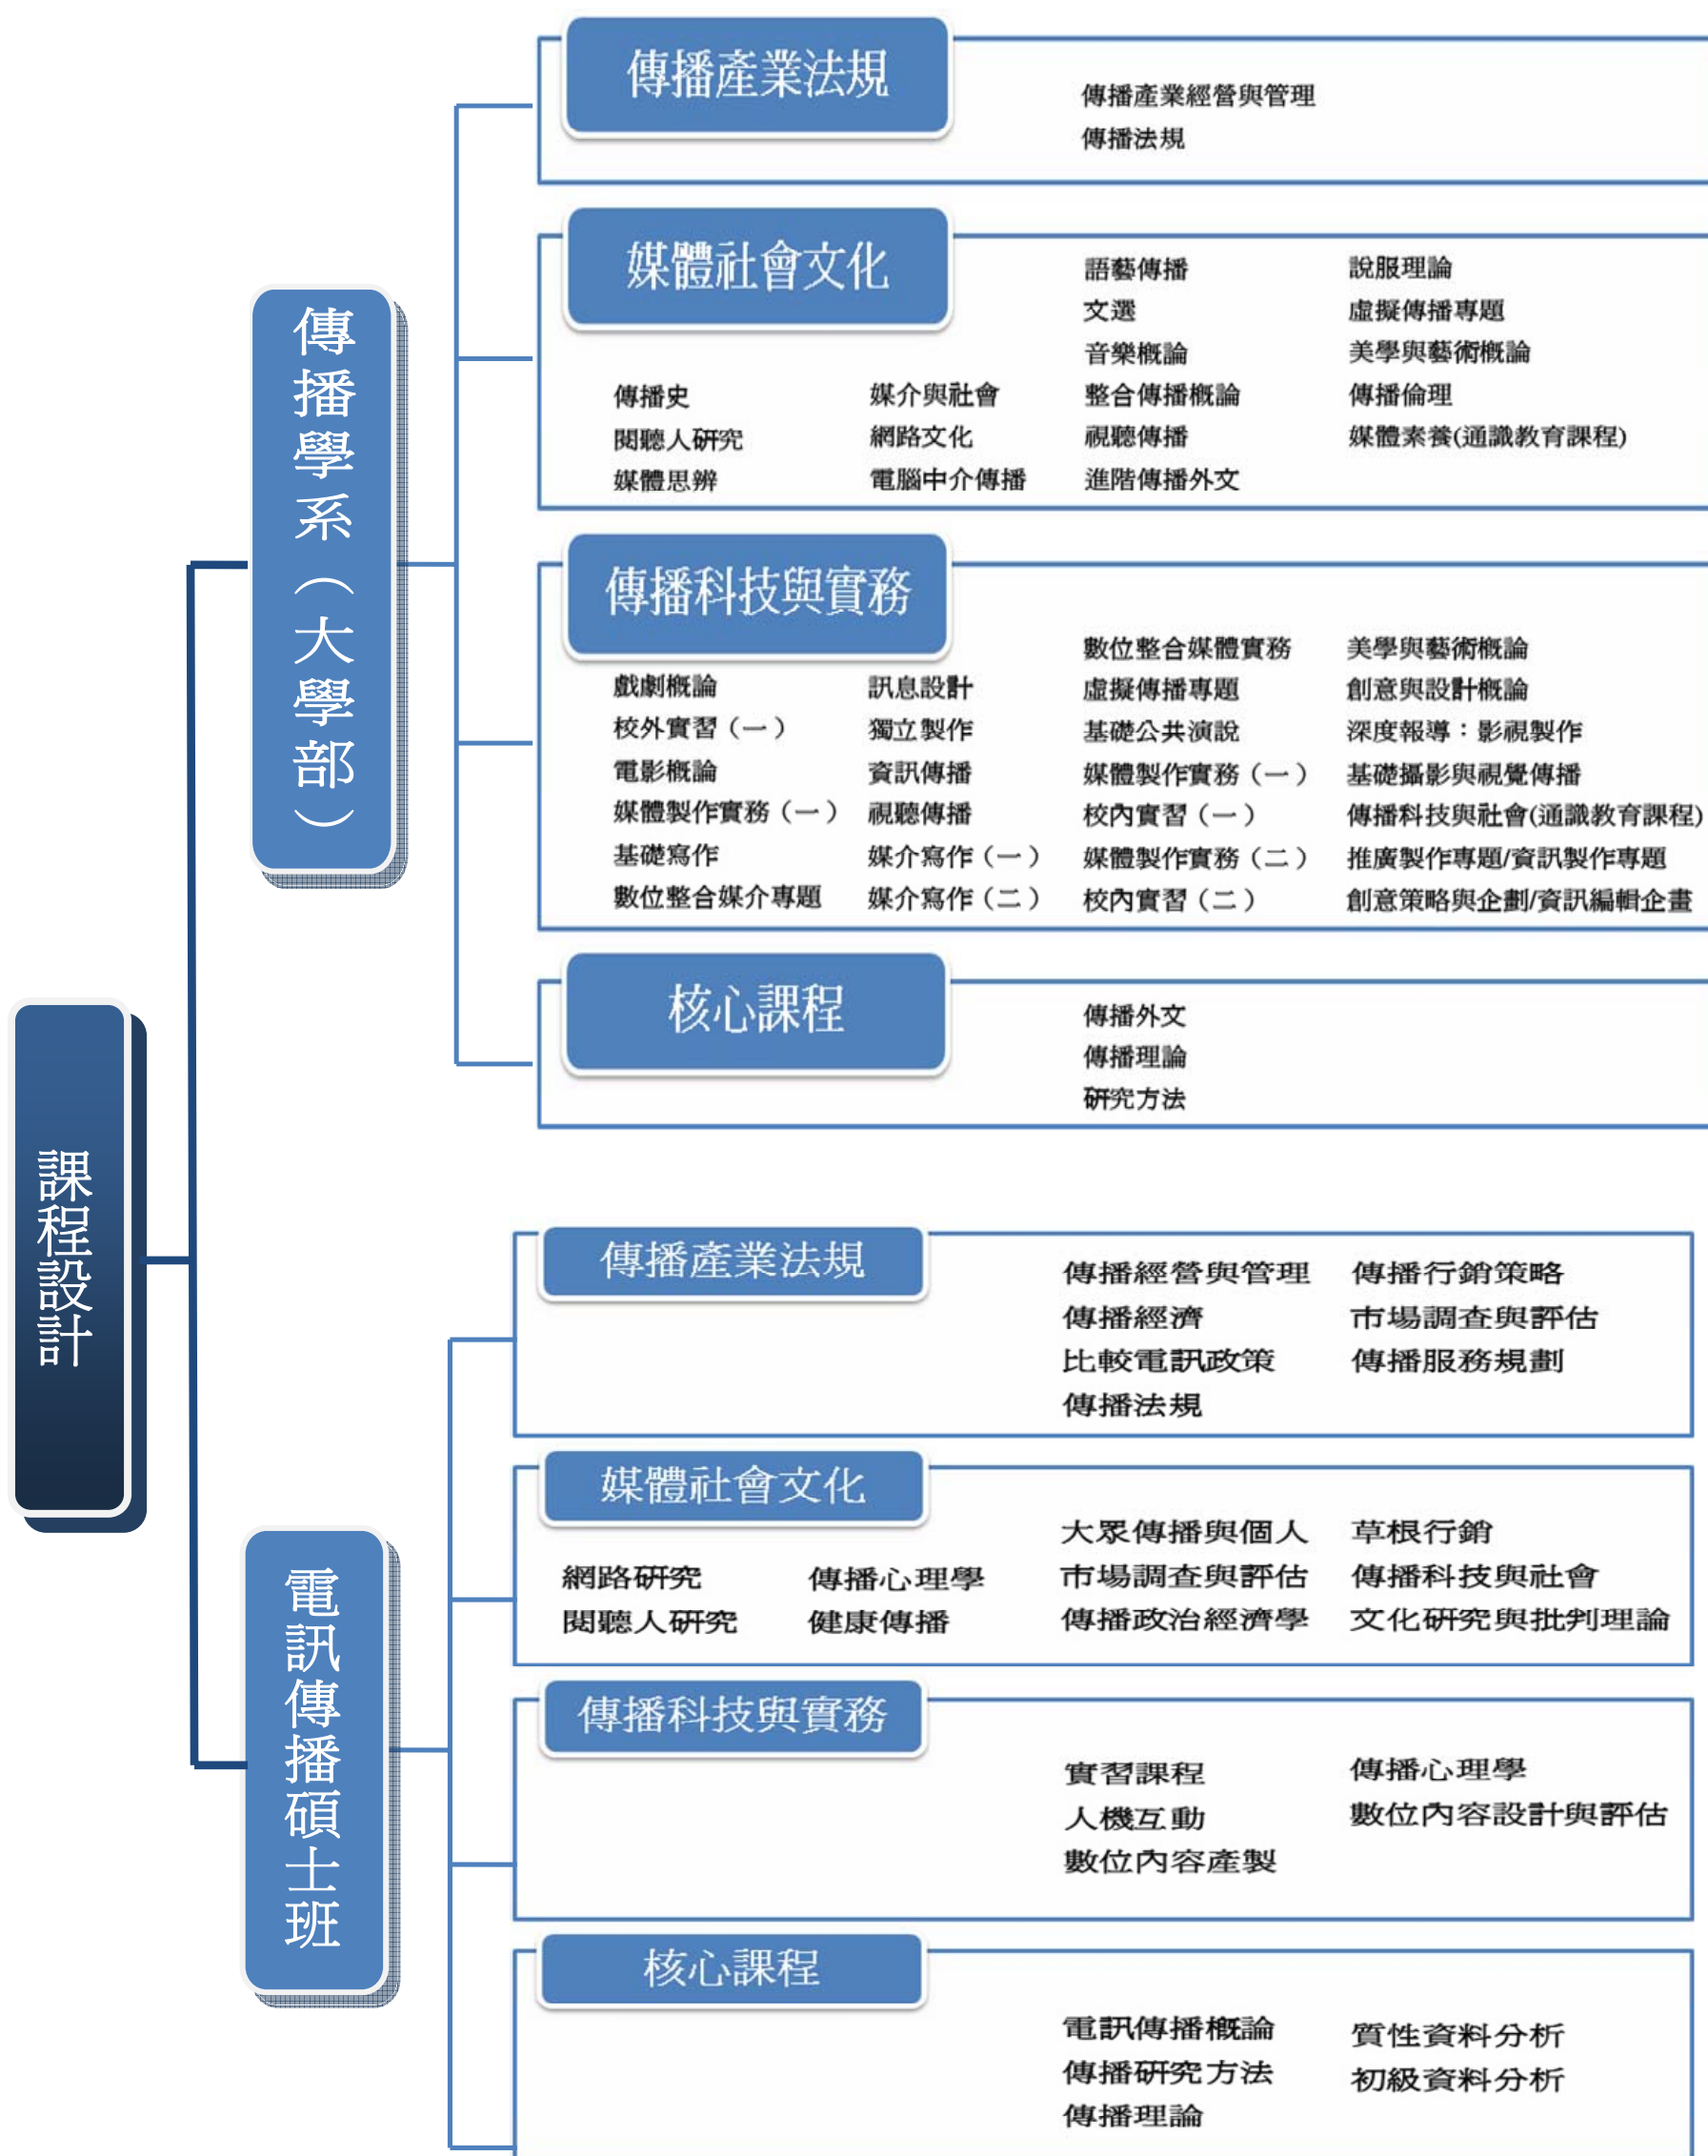 課程設計
傳播學系（大學部）
傳播產業法規
傳播產業經營與管理
傳播法規
媒體社會文化
傳播史
閱聽人研究
媒體思辨
媒介與社會
網路文化
電腦中介傳播
語藝傳播
文選
音樂概論
整合傳播概論
視聽傳播
進階傳播外文
說服理論
虛擬傳播專題
美學與藝術概論
傳播倫理
媒體素養(通識教育課程)
傳播科技與實務
戲劇概論
校外實習（一）
電影概論
媒體製作實務（一）
基礎寫作
數位整合媒介專題
訊息設計
獨立製作
資訊傳播
視聽傳播
媒介寫作（一）
媒介寫作（二）
數位整合媒體實務
虛擬傳播專題
基礎公共演說
媒體製作實務（一）
校內實習（一）
媒體製作實務（二）
校內實習（二）
美學與藝術概論
創意與設計概論
深度報導：影視製作
基礎攝影與視覺傳播
傳播科技與社會(通識教育課程)
推廣製作專題/資訊製作專題
創意策略與企劃/資訊編輯企畫
核心課程
傳播外文
傳播理論
研究方法
電訊傳播碩士班
傳播產業法規
傳播經營與管理
傳播經濟
比較電訊政策
傳播法規
傳播行銷策略
市場調查與評估
傳播服務規劃
媒體社會文化
網路研究
閱聽人研究
傳播心理學
健康傳播
大眾傳播與個人
市場調查與評估
傳播政治經濟學
草根行銷
傳播科技與社會
文化研究與批判理論
傳播科技與實務
實習課程
人機互動
數位內容產製
傳播心理學
數位內容設計與評估
核心課程
電訊傳播概論
傳播研究方法
傳播理論
質性資料分析
初級資料分析